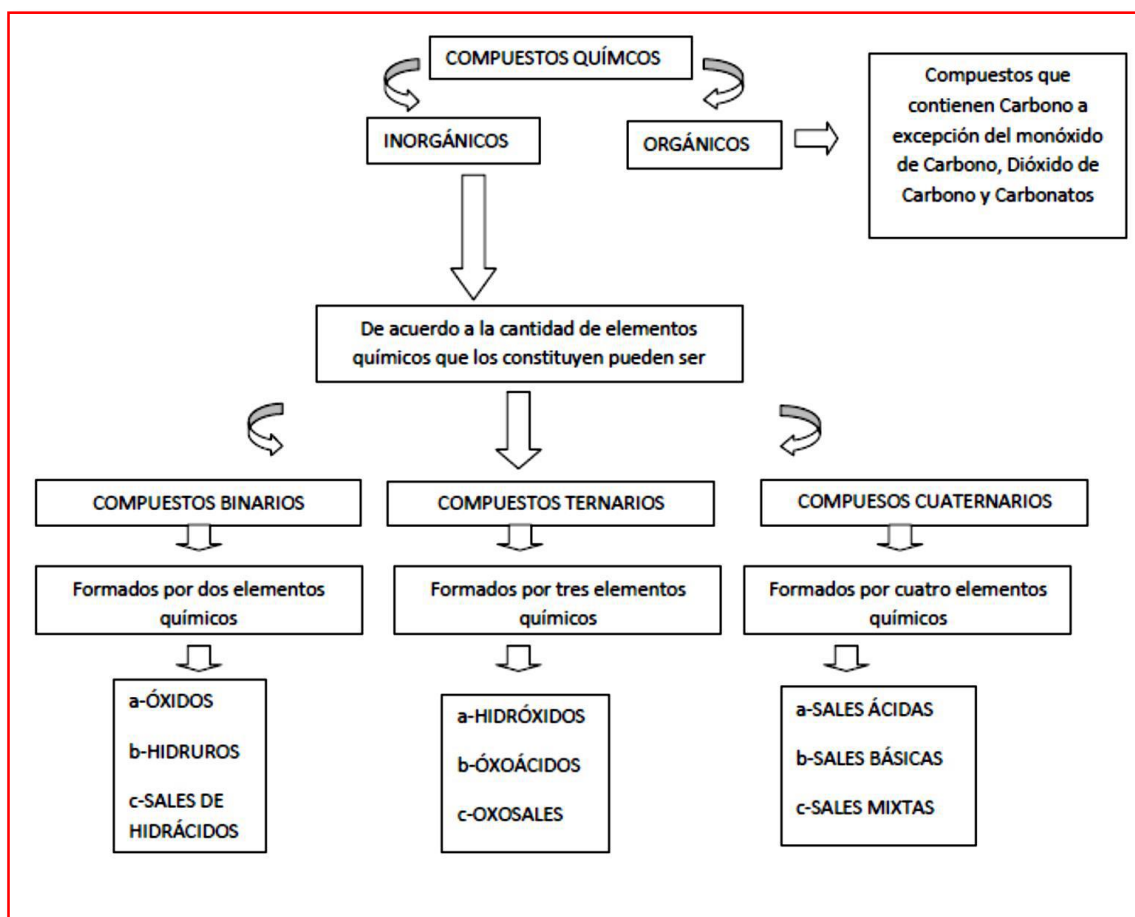 COMPUESTOS QUÍMCOS
INORGÁNICOS
ORGÁNICOS
Compuestos que
contienen Carbono a
excepción del monóxido
de Carbono, Dióxido de
Carbono y Carbonatos
De acuerdo a la cantidad de elementos
químicos que los constituyen pueden ser
COMPUESTOS BINARIOS
COMPUESTOS TERNARIOS
COMPUESOS CUATERNARIOS
Formados por dos elementos
químicos
Formados por tres elementos
químicos
Formados por cuatro elementos
químicos
a-ÓXIDOS
b-HIDRUROS
c-SALES DE
HIDRÁCIDOS
a-HIDRÓXIDOS
b-ÓXOÁCIDOS
c-OXOSALES
a-SALES ÁCIDAS
b-SALES BÁSICAS
c-SALES MIXTAS